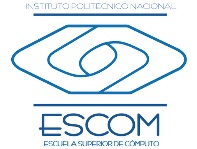 INSTITUTO POLITÉCNICO NACIONAL
ESCOM
ESCUELA SUPERIOR DE CÓMPUTO